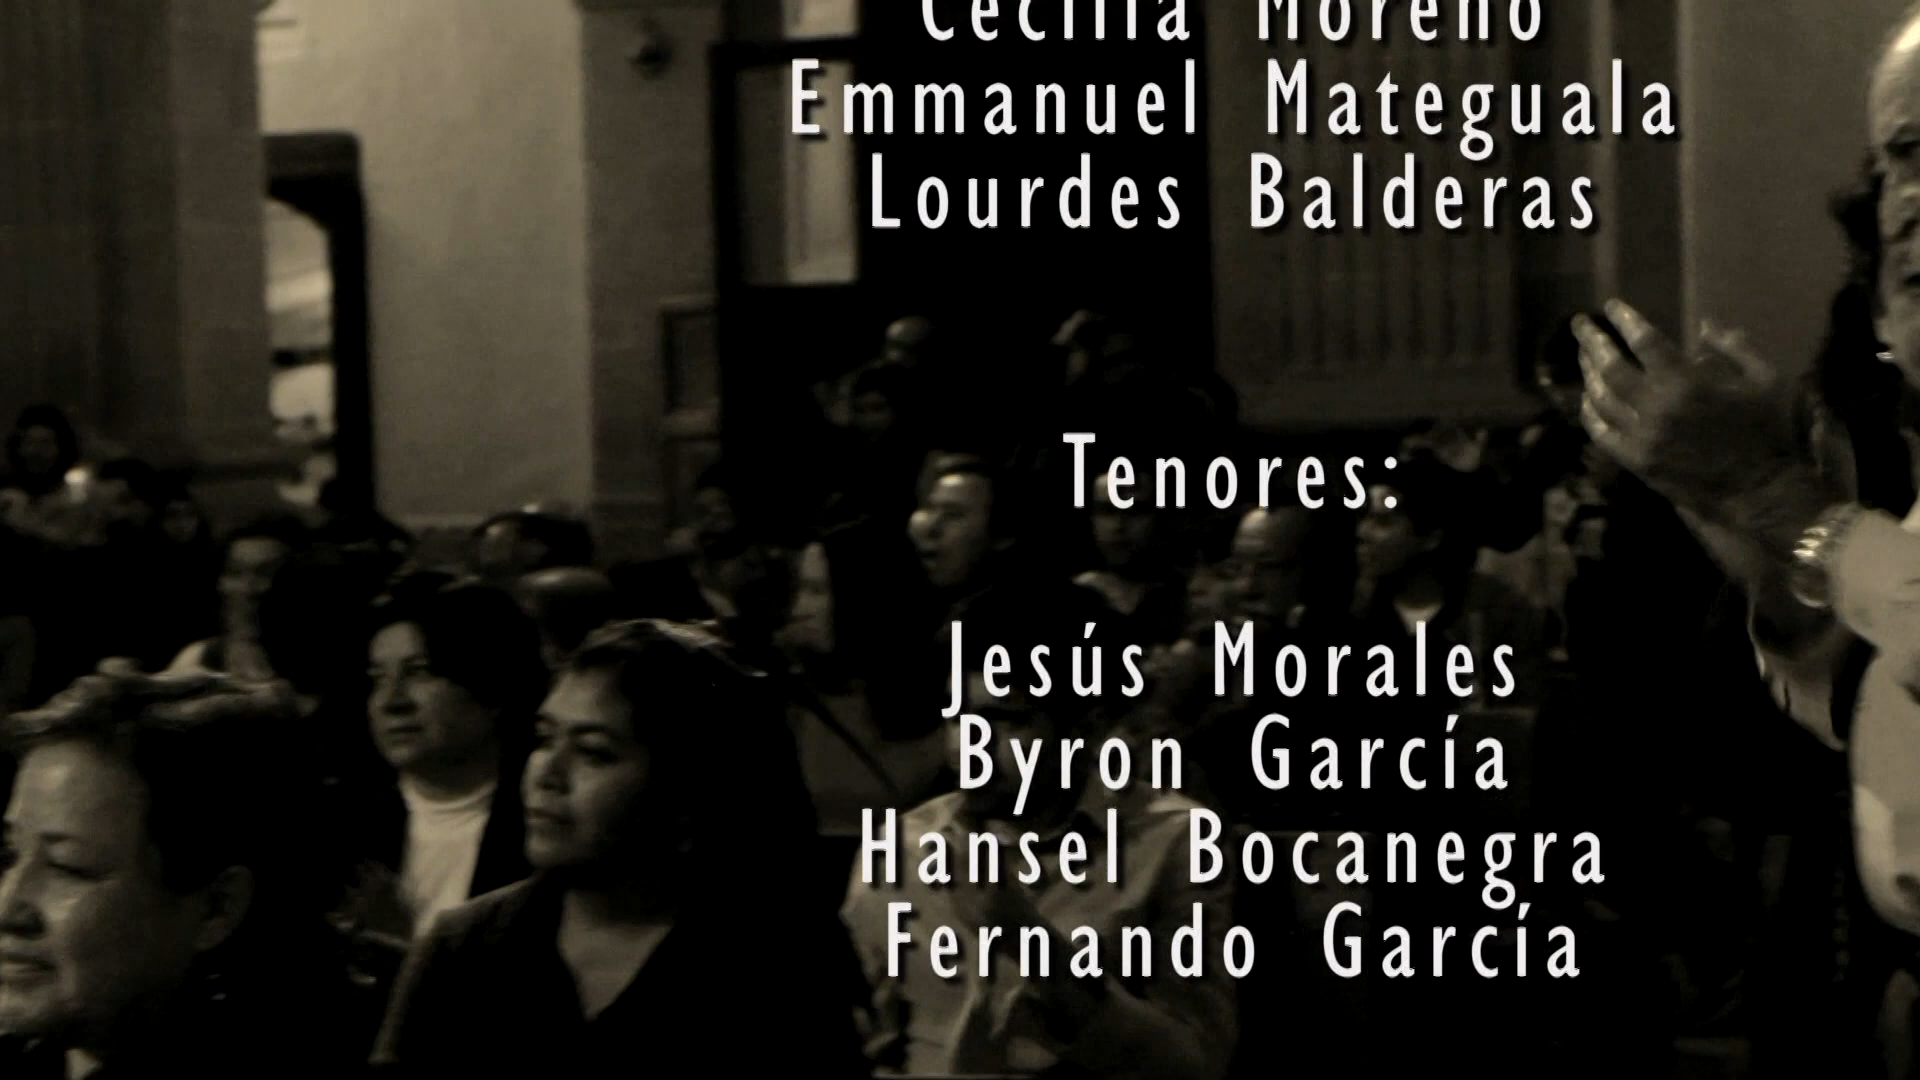 Cecilia Moreno
Emmanuel Mateguala
Lourdes Balderas
Tenores:
Jesús Morales
Byron García
Hansel Bocanegra
Fernando García